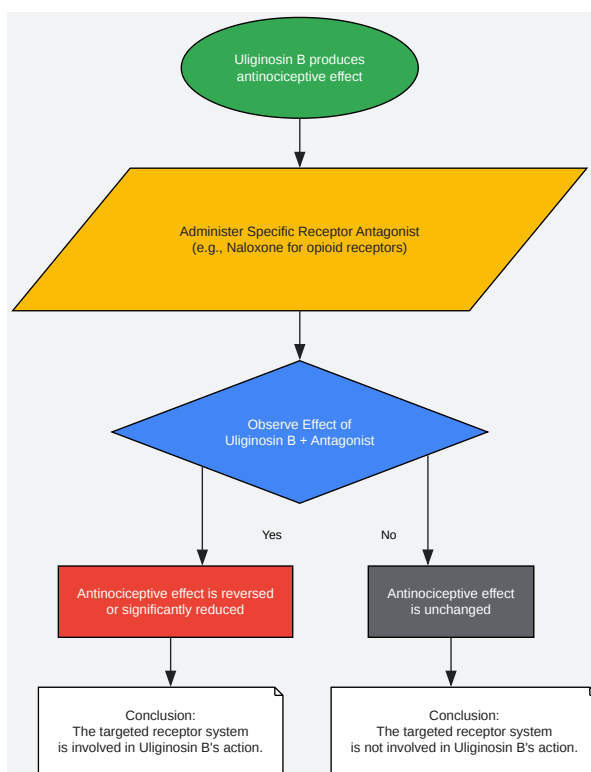 Uliginosin B produces
antinociceptive effect
Administer Specific Receptor Antagonist
(e.g., Naloxone for opioid receptors)
Observe Effect of
Uliginosin B + Antagonist
Yes
No
Antinociceptive effect is reversed
or significantly reduced
Antinociceptive effect
is unchanged
Conclusion:
The targeted receptor system
is involved in Uliginosin B's action.
Conclusion:
The targeted receptor system
is not involved in Uliginosin B's action.